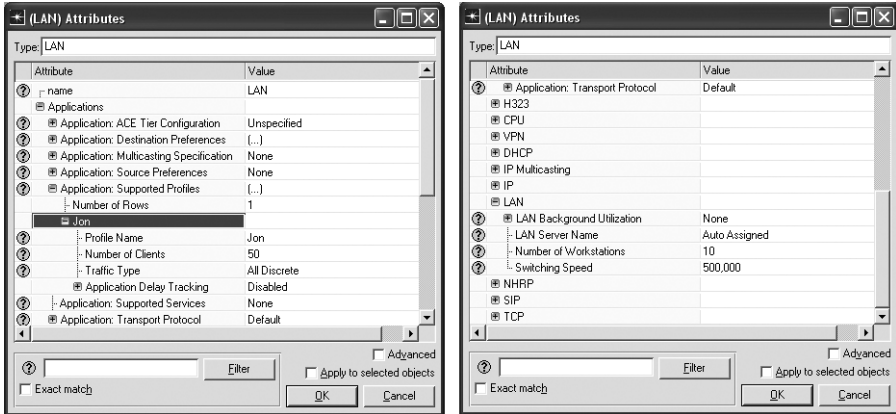 (LAN) Attributes
Type: LAN
Attribute Value
name LAN
Applications
Application: ACE Tier Configuration Unspecified
Application: Destination Preferences (...)
Application: Multicasting Specification None
Application: Source Preferences None
Application: Supported Profiles (...)
Number of Rows 1
Jon
Profile Name Jon
Number of Clients 50
Traffic Type All Discrete
Application Delay Tracking Disabled
Application: Supported Services None
Application: Transport Protocol Default
Advanced
Filter
Apply to selected objects
Exact match
OK Cancel
(LAN) Attributes
Type: LAN
Attribute Value
Application: Transport Protocol Default
H323
CPU
VPN
DHCP
IP Multicasting
IP
LAN
LAN Background Utilization None
LAN Server Name Auto Assigned
Number of Workstations 10
Switching Speed 500,000
NHRP
SIP
TCP
Advanced
Filter
Apply to selected objects
Exact match
OK Cancel